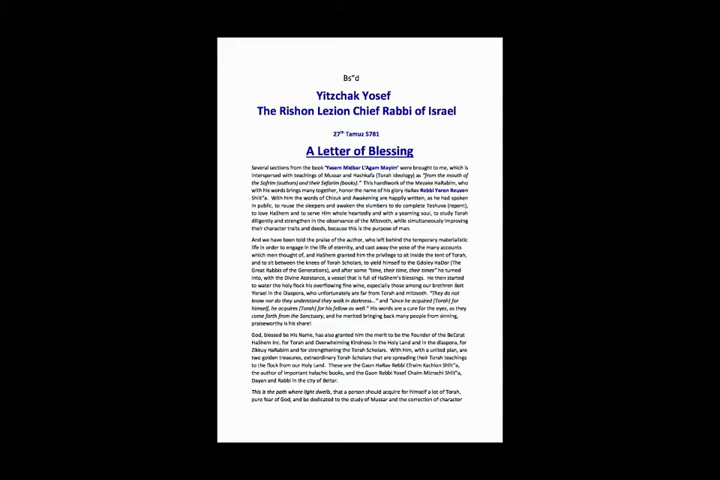 Bs"d
Yitzchak Yosef
The Rishon Lezion Chief Rabbi of Israel
27th Tamuz 5781
A Letter of Blessing
Several sections from the book 'Yasem Midbar L'Agam Mayim' were brought to me, which is
interspersed with teachings of Mussar and Hashkafa (Torah Ideology) as "from the mouth of
the Sofrim (authors) and their Sefarim (books)." This handiwork of the Mezake HaRabim, who
with his words brings many together, honor the name of his glory HaRav Rebbi Yaron Reuven
Shlit"a. With him the words of Chizuk and Awakening are happily written, as he had spoken
in public, to rouse the sleepers and awaken the slumbers to do complete Teshuva (repent),
to love HaShem and to serve Him whole heartedly and with a yearning soul, to study Torah
diligently and strengthen in the observance of the Mitzvoth, while simultaneously improving
their character traits and deeds, because this is the purpose of man.
And we have been told the praise of the author, who left behind the temporary materialistic
life in order to engage in the life of eternity, and cast away the yoke of the many accounts
which men thought of, and HaShem granted him the privilege to sit inside the tent of Torah,
and to sit between the knees of Torah Scholars, to yield himself to the Gdoley HaDor (The
Great Rabbis of the Generations), and after some "time, their time, their times" he turned
into, with the Divine Assistance, a vessel that is full of HaShem's blessings. He then started
to water the holy flock his overflowing fine wine, especially those among our brethren Beit
Yisrael in the Diaspora, who unfortunately are far from Torah and mitzvoth. "They do not
know nor do they understand they walk in darkness..." and "since he acquired [Torah] for
himself, he acquires [Torah] for his fellow as well." His words are a cure for the eyes, as they
come forth from the Sanctuary, and he merited bringing back many people from sinning,
praiseworthy is his share!
God, blessed be His Name, has also granted him the merit to be the Founder of the BeEzrat
HaShem Inc. for Torah and Overwhelming Kindness in the Holy Land and in the diaspora, for
Zikkuy HaRabim and for strengthening the Torah Scholars. With him, with a united plan, are
two golden treasures, extraordinary Torah Scholars that are spreading their Torah teachings
to the flock from our Holy Land. These are the Gaon HaRav Rebbi Efraim Kachlon Shlit"a,
the author of important halachic books, and the Gaon Rebbi Yosef Chaim Mizrachi Shlit"a,
Dayan and Rabbi in the city of Beitar.
This is the path where light dwells, that a person should acquire for himself a lot of Torah,
pure fear of God, and be dedicated to the study of Mussar and the correction of character